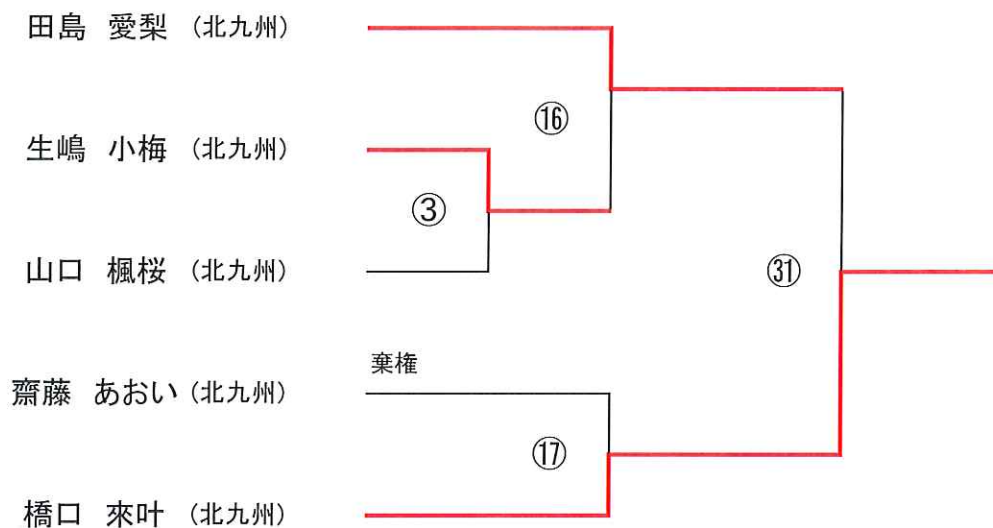 田島 愛梨 (北九州)
⑯
生嶋 小梅 (北九州)
③
山口 楓桜 (北九州)
㉛
棄権
齋藤 あおい (北九州)
⑰
橋口 來叶 (北九州)